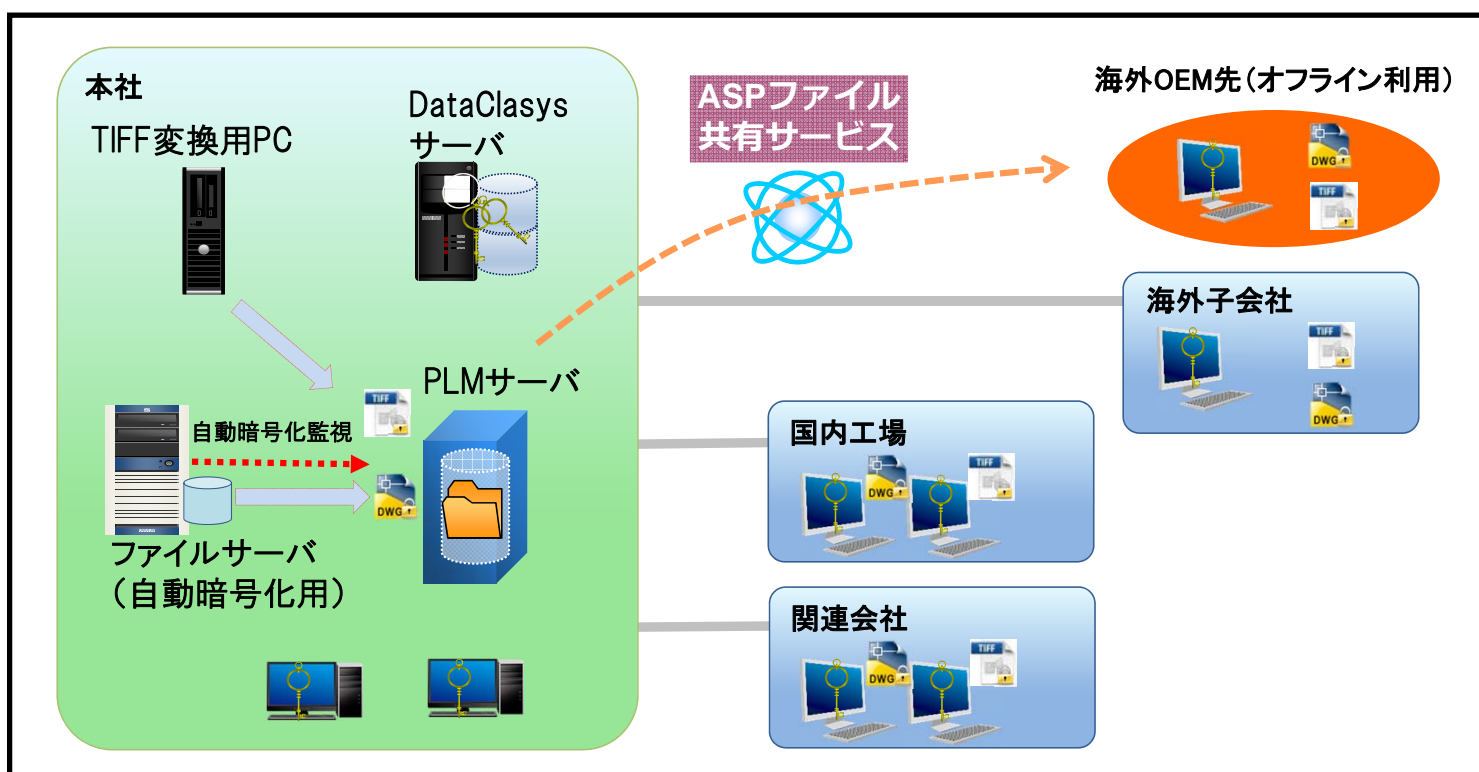 本社
TIFF変換用PC
DataClasys
サーバ
ASPファイル
共有サービス
海外OEM先(オフライン利用)
DWG
TIFF
海外子会社
TIFF
DWG
PLMサーバ
TIFF
自動暗号化監視
DWG
ファイルサーバ
(自動暗号化用)
国内工場
DWG
TIFF
関連会社
DWG
TIFF